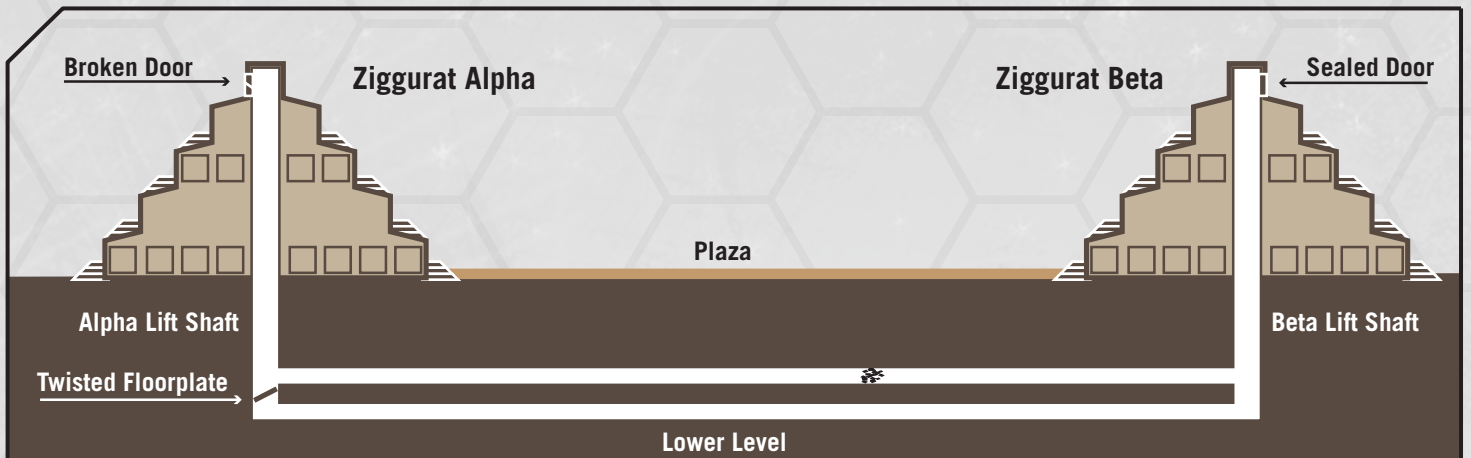 Broken Door
Ziggurat Alpha
Ziggurat Beta
Sealed Door
Plaza
Alpha Lift Shaft
Beta Lift Shaft
Twisted Floorplate
Lower Level